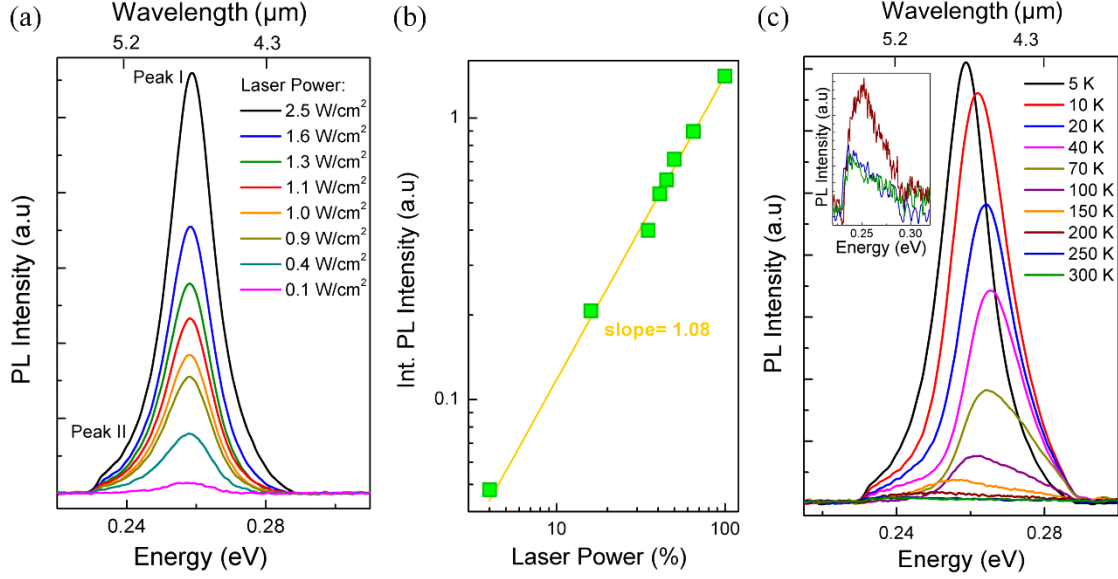 (a)
Wavelength (µm)
5.2 4.3
Peak I
Laser Power:
2.5 W/cm²
1.6 W/cm²
1.3 W/cm²
1.1 W/cm²
1.0 W/cm²
0.9 W/cm²
0.4 W/cm²
0.1 W/cm²
Peak II
PL Intensity (a.u)
0.24 0.28
Energy (eV)
(b)
Int. PL Intensity (a.u)
1
0.1
slope= 1.08
10 100
Laser Power (%)
(c)
Wavelength (µm)
5.2 4.3
PL Intensity (a.u)
PL Intensity (a.u)
0.25 0.30
Energy (eV)
5 K
10 K
20 K
40 K
70 K
100 K
150 K
200 K
250 K
300 K
0.24 0.28
Energy (eV)